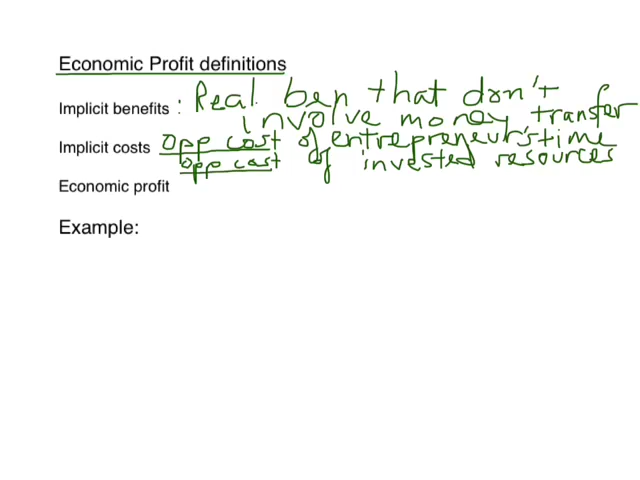 Economic Profit definitions
Implicit benefits : Real ben that don't
involve money transfer
Implicit costs opp cost of entrepreneur's time
opp cost of invested resources
Economic profit
Example: